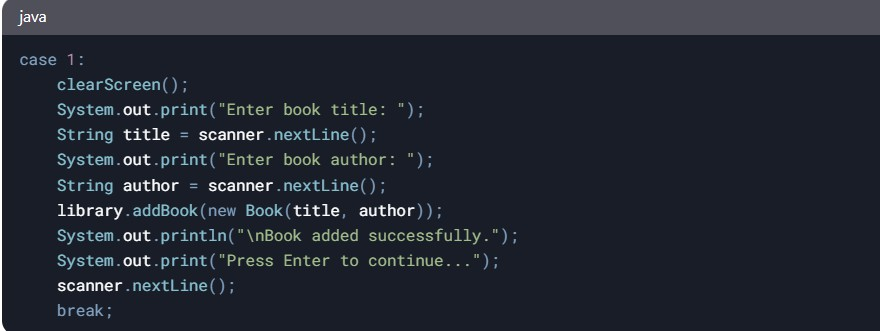 java
case 1:
    clearScreen();
    System.out.print("Enter book title: ");
    String title = scanner.nextLine();
    System.out.print("Enter book author: ");
    String author = scanner.nextLine();
    library.addBook(new Book(title, author));
    System.out.println("\nBook added successfully.");
    System.out.print("Press Enter to continue...");
    scanner.nextLine();
    break;